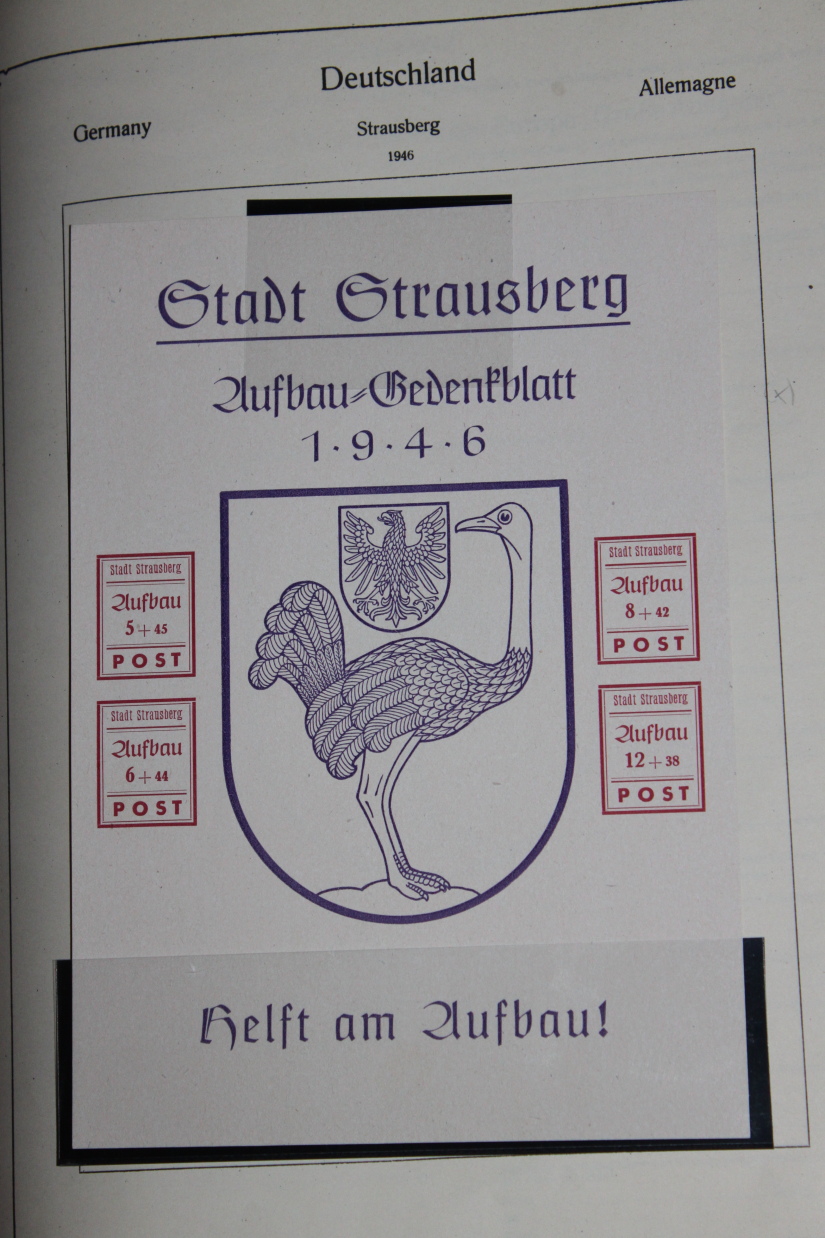 Deutschland
Germany
Allemagne
Strausberg
1946
Stadt Strausberg
Aufbau-Gedenkblatt
1·9·4·6
Stadt Strausberg
Aufbau
5+45
POST
Stadt Strausberg
Aufbau
6+44
POST
Stadt Strausberg
Aufbau
8+42
POST
Stadt Strausberg
Aufbau
12+38
POST
Helft am Aufbau!